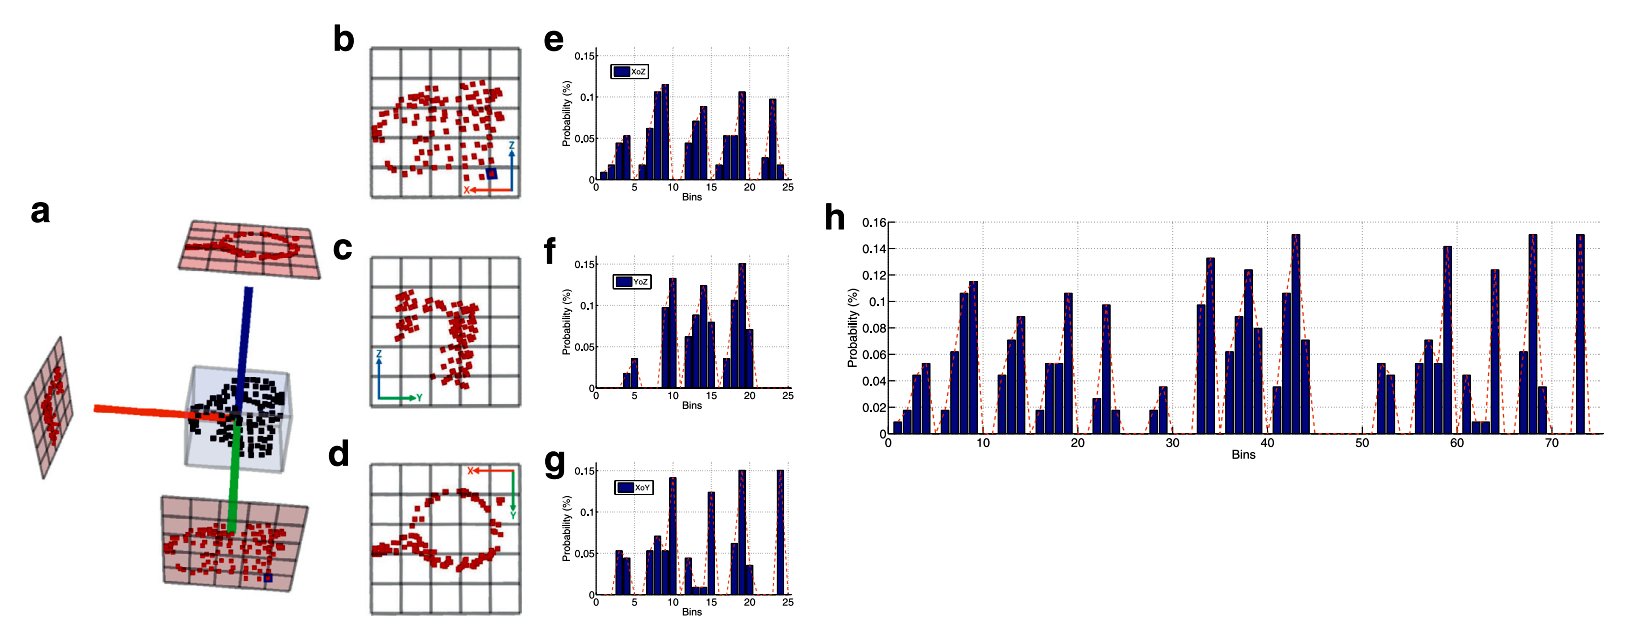 a
b
Z
X
c
Z
Y
d
X
Y
e
0.15
0.1
0.05
0
XoZ
Probability (%)
0 5 10 15 20 25
Bins
f
0.15
0.1
0.05
0
YoZ
Probability (%)
0 5 10 15 20 25
Bins
g
0.15
0.1
0.05
0
XoY
Probability (%)
0 5 10 15 20 25
Bins
h
0.16
0.14
0.12
0.1
0.08
0.06
0.04
0.02
0
Probability (%)
0 10 20 30 40 50 60 70
Bins